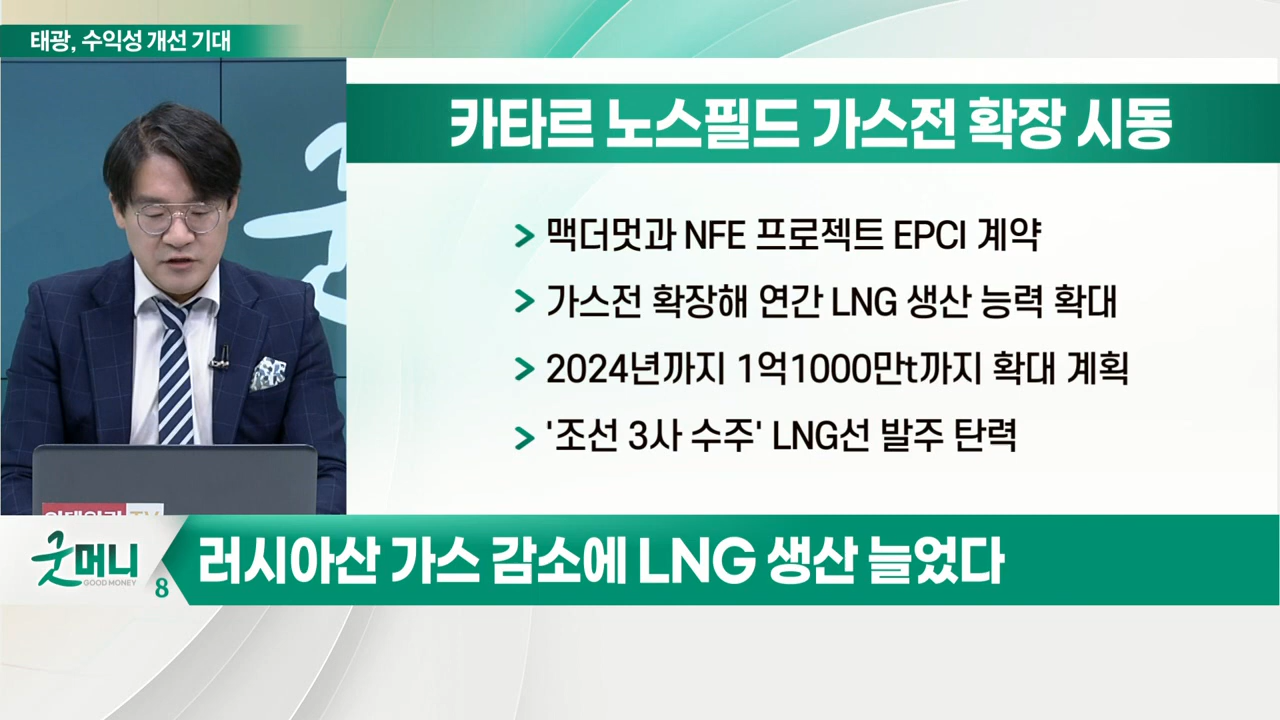 태광, 수익성 개선 기대
카타르 노스필드 가스전 확장 시동
> 맥더멋과 NFE 프로젝트 EPCI 계약
> 가스전 확장해 연간 LNG 생산 능력 확대
> 2024년까지 1억1000만t까지 확대 계획
> '조선 3사 수주' LNG선 발주 탄력
굿머니
GOOD MONEY
8
러시아산 가스 감소에 LNG 생산 늘었다